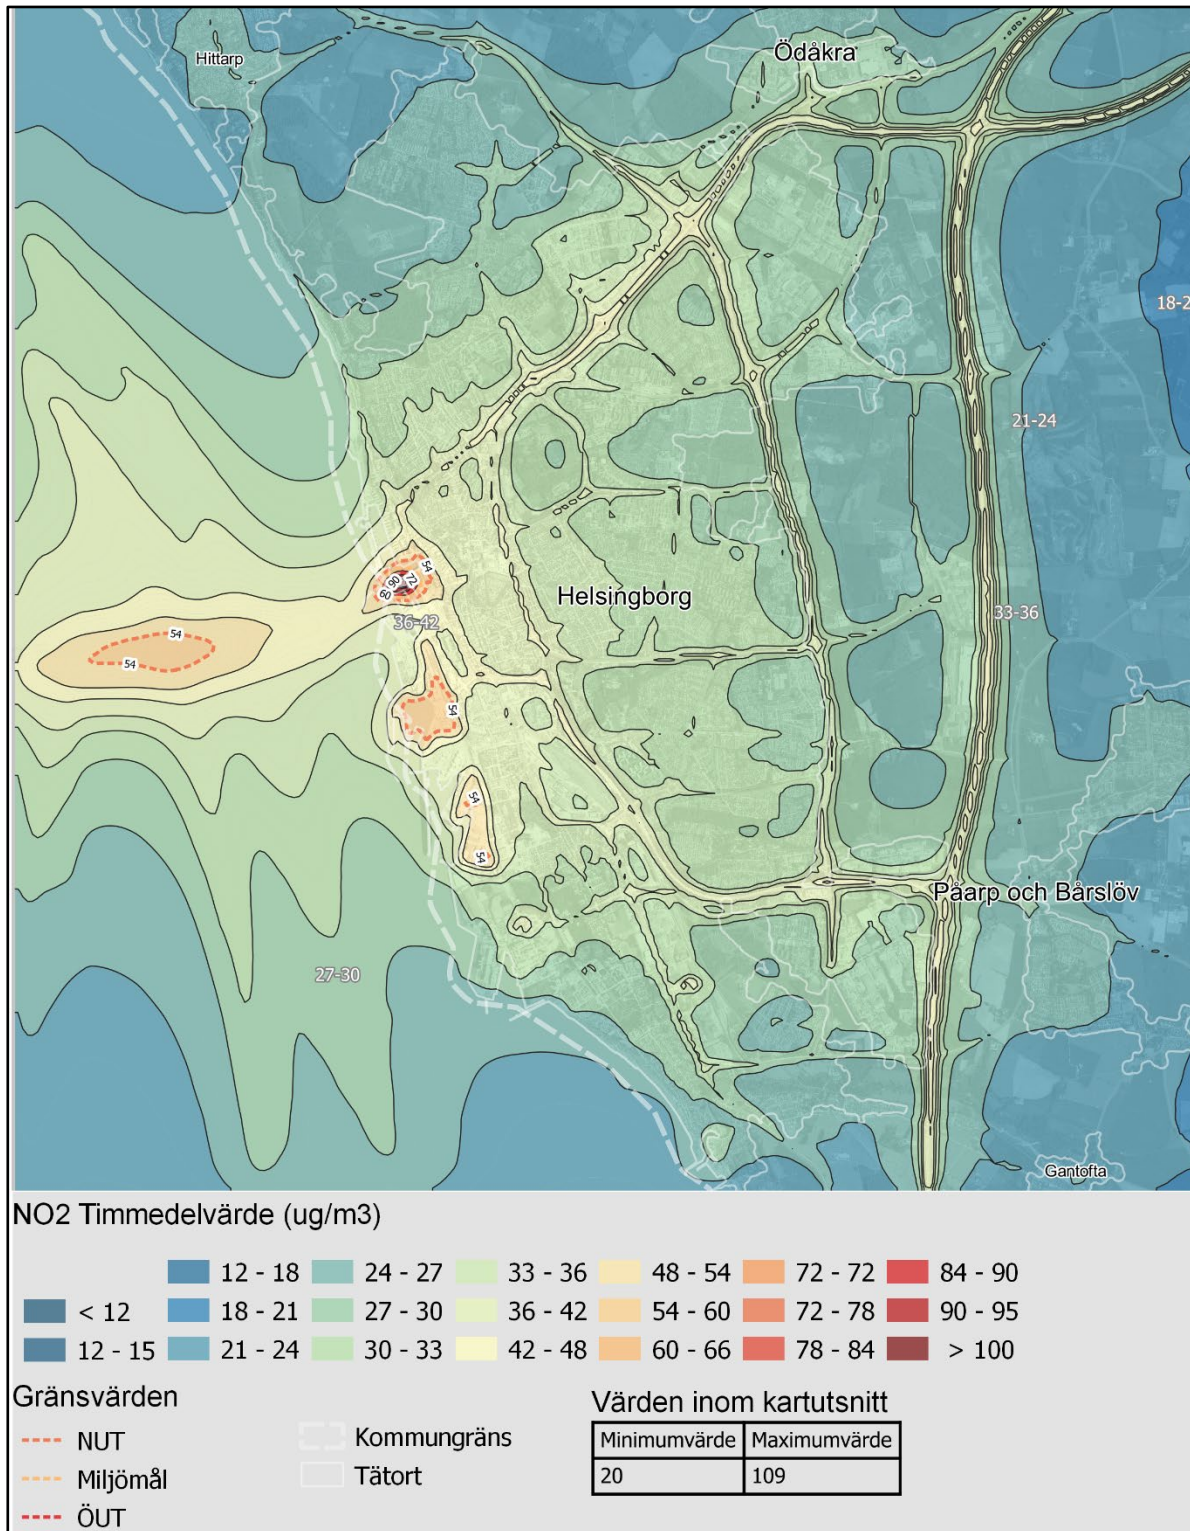 Hittarp
Ödåkra
18-2
21-24
54
72
90
60
Helsingborg
36-42
33-36
54
54
54
54
54
Påarp och Bårslöv
27-30
Gantofta
NO2 Timmedelvärde (ug/m3)
12 - 18 24 - 27 33 - 36 48 - 54 72 - 72 84 - 90
< 12 18 - 21 27 - 30 36 - 42 54 - 60 72 - 78 90 - 95
12 - 15 21 - 24 30 - 33 42 - 48 60 - 66 78 - 84 > 100
Gränsvärden
NUT
Miljömål
ÖUT
Kommungräns
Tätort
Värden inom kartutsnitt
Minimumvärde Maximumvärde
20 109